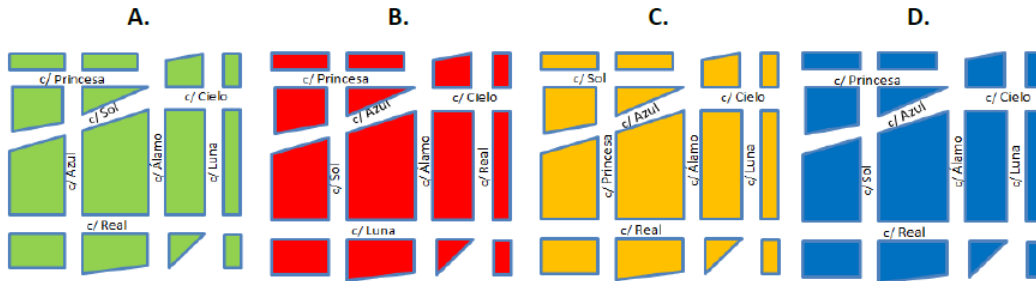 A.
c/ Princesa
c/ Cielo
c/ Sol
c/ Azul
c/ Álamo
c/ Luna
c/ Real
B.
c/ Princesa
c/ Cielo
c/ Azul
c/ Sol
c/ Álamo
c/ Real
c/ Luna
C.
c/ Sol
c/ Cielo
c/ Azul
c/ Princesa
c/ Álamo
c/ Luna
c/ Real
D.
c/ Princesa
c/ Cielo
c/ Azul
c/ Sol
c/ Álamo
c/ Luna
c/ Real